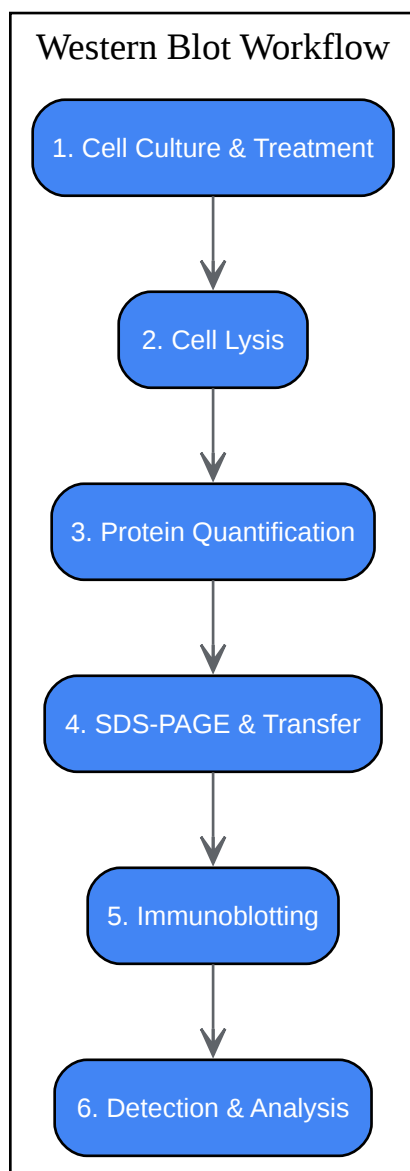 Western Blot Workflow
1. Cell Culture & Treatment
2. Cell Lysis
3. Protein Quantification
4. SDS-PAGE & Transfer
5. Immunoblotting
6. Detection & Analysis